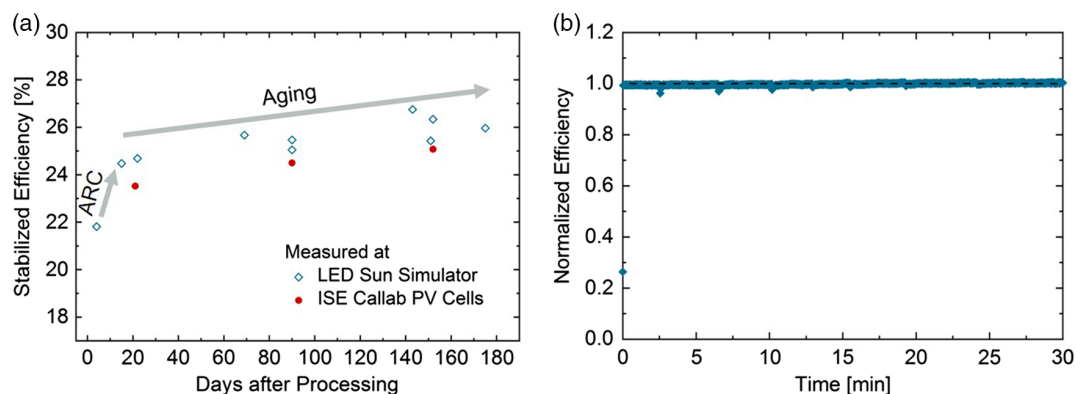 (a)
Stabilized Efficiency [%]
30
28
26
24
22
20
18
ARC
Aging
Measured at
LED Sun Simulator
ISE Callab PV Cells
0 20 40 60 80 100 120 140 160 180
Days after Processing
(b)
Normalized Efficiency
1.2
1.0
0.8
0.6
0.4
0.2
0.0
0 5 10 15 20 25 30
Time [min]